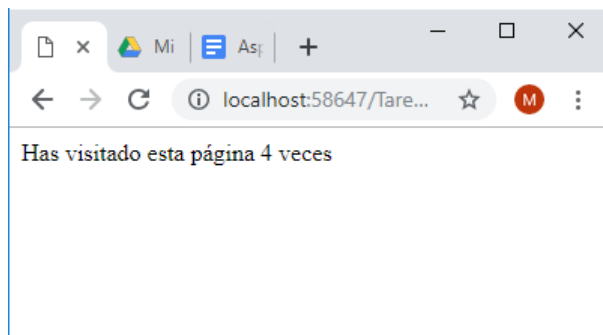 Mi
Asp
localhost:58647/Tare...
M
Has visitado esta página 4 veces